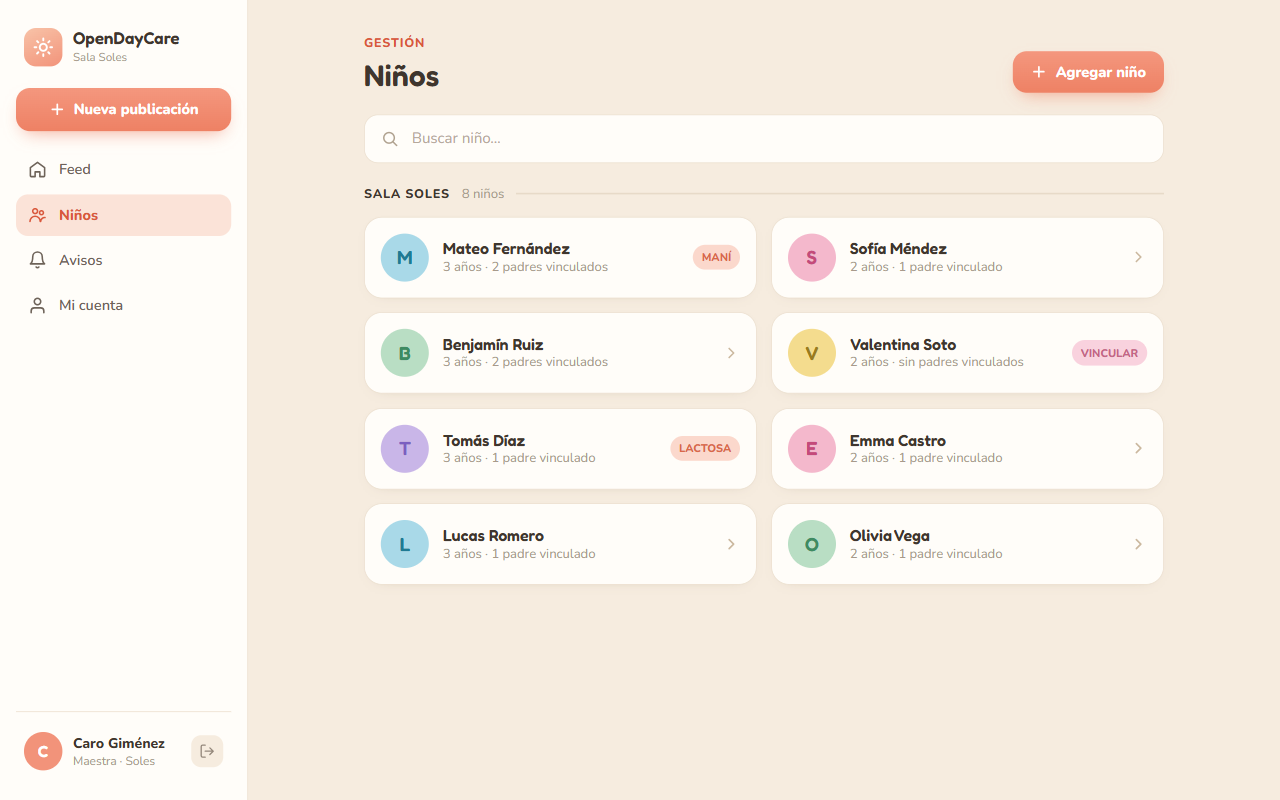 OpenDayCare
Sala Soles
Nueva publicación
Feed
Niños
Avisos
Mi cuenta
C
Caro Giménez
Maestra · Soles
GESTIÓN
Niños
Agregar niño
Buscar niño...
SALA SOLES 8 niños
M
Mateo Fernández
3 años · 2 padres vinculados
MANÍ
S
Sofía Méndez
2 años · 1 padre vinculado
B
Benjamín Ruiz
3 años · 2 padres vinculados
V
Valentina Soto
2 años · sin padres vinculados
VINCULAR
T
Tomás Díaz
3 años · 1 padre vinculado
LACTOSA
E
Emma Castro
2 años · 1 padre vinculado
L
Lucas Romero
3 años · 1 padre vinculado
O
Olivia Vega
2 años · 1 padre vinculado